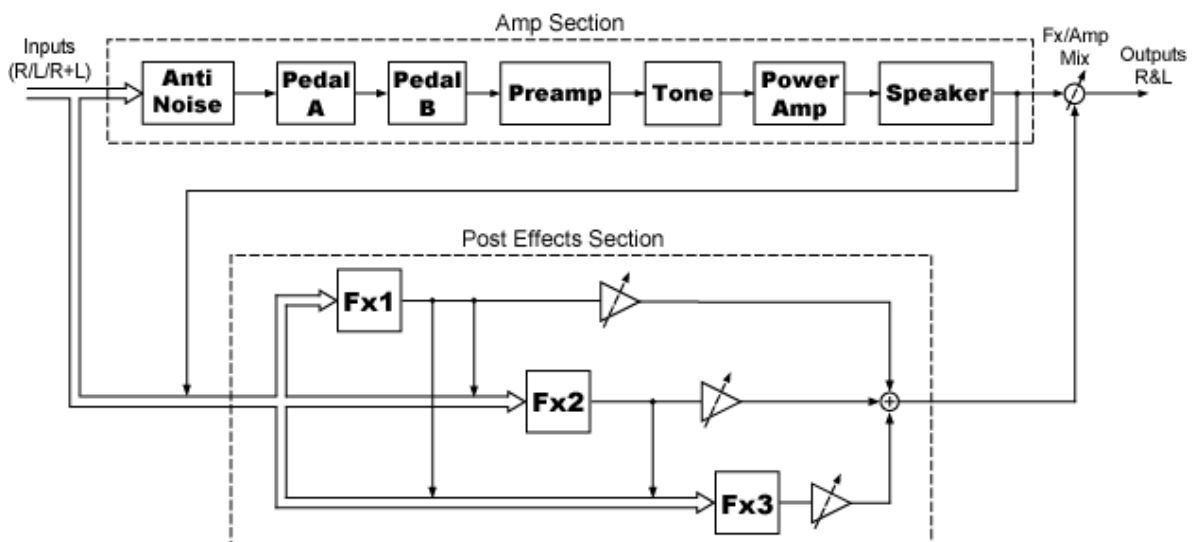 Amp Section
Inputs
(R/L/R+L)
Fx/Amp
Mix
Outputs
R&L
Anti
Noise
Pedal
A
Pedal
B
Preamp
Tone
Power
Amp
Speaker
Post Effects Section
Fx1
Fx2
Fx3